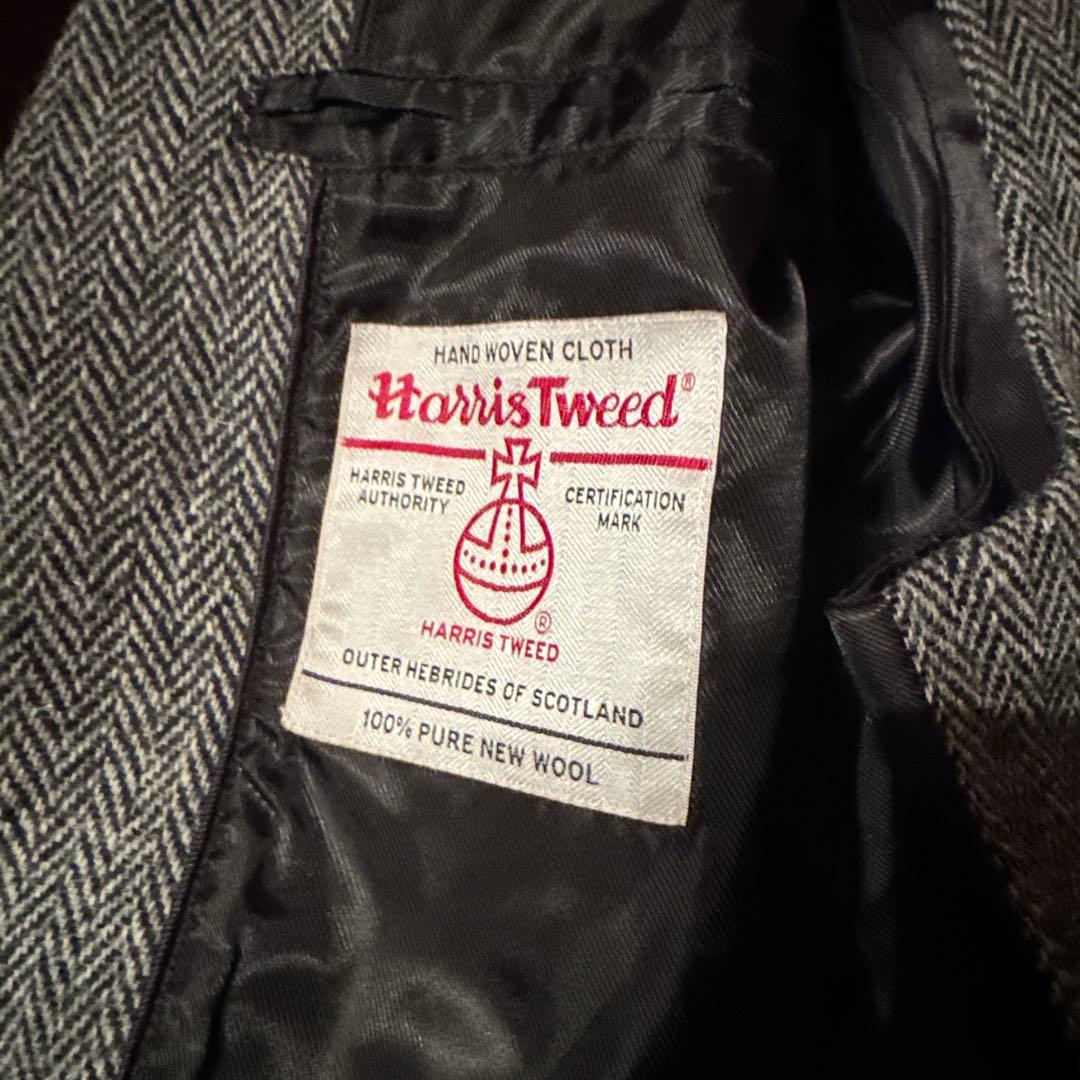 HAND WOVEN CLOTH
Harris Tweed®
HARRIS TWEED
AUTHORITY
CERTIFICATION
MARK
®
HARRIS TWEED
OUTER HEBRIDES OF SCOTLAND
100% PURE NEW WOOL